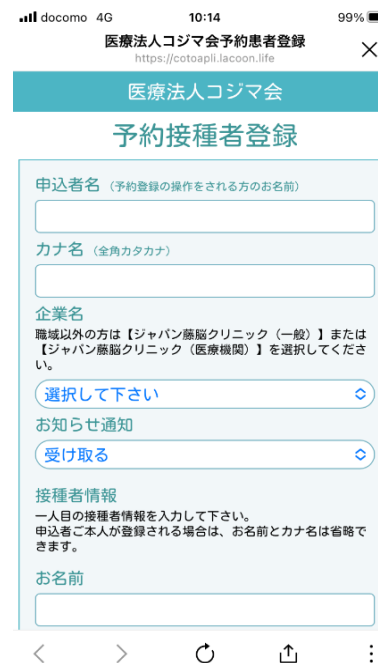 docomo 4G 10:14 99%
医療法人コジマ会予約患者登録
https://cotoapli.lacoon.life
医療法人コジマ会
予約接種者登録
申込者名 (予約登録の操作をされる方のお名前)
カナ名 (全角カタカナ)
企業名
職域以外の方は【ジャパン藤脳クリニック（一般）】または
【ジャパン藤脳クリニック（医療機関）】を選択してくださ
い。
選択して下さい
お知らせ通知
受け取る
接種者情報
一人目の接種者情報を入力して下さい。
申込者ご本人が登録される場合は、お名前とカナ名は省略で
きます。
お名前